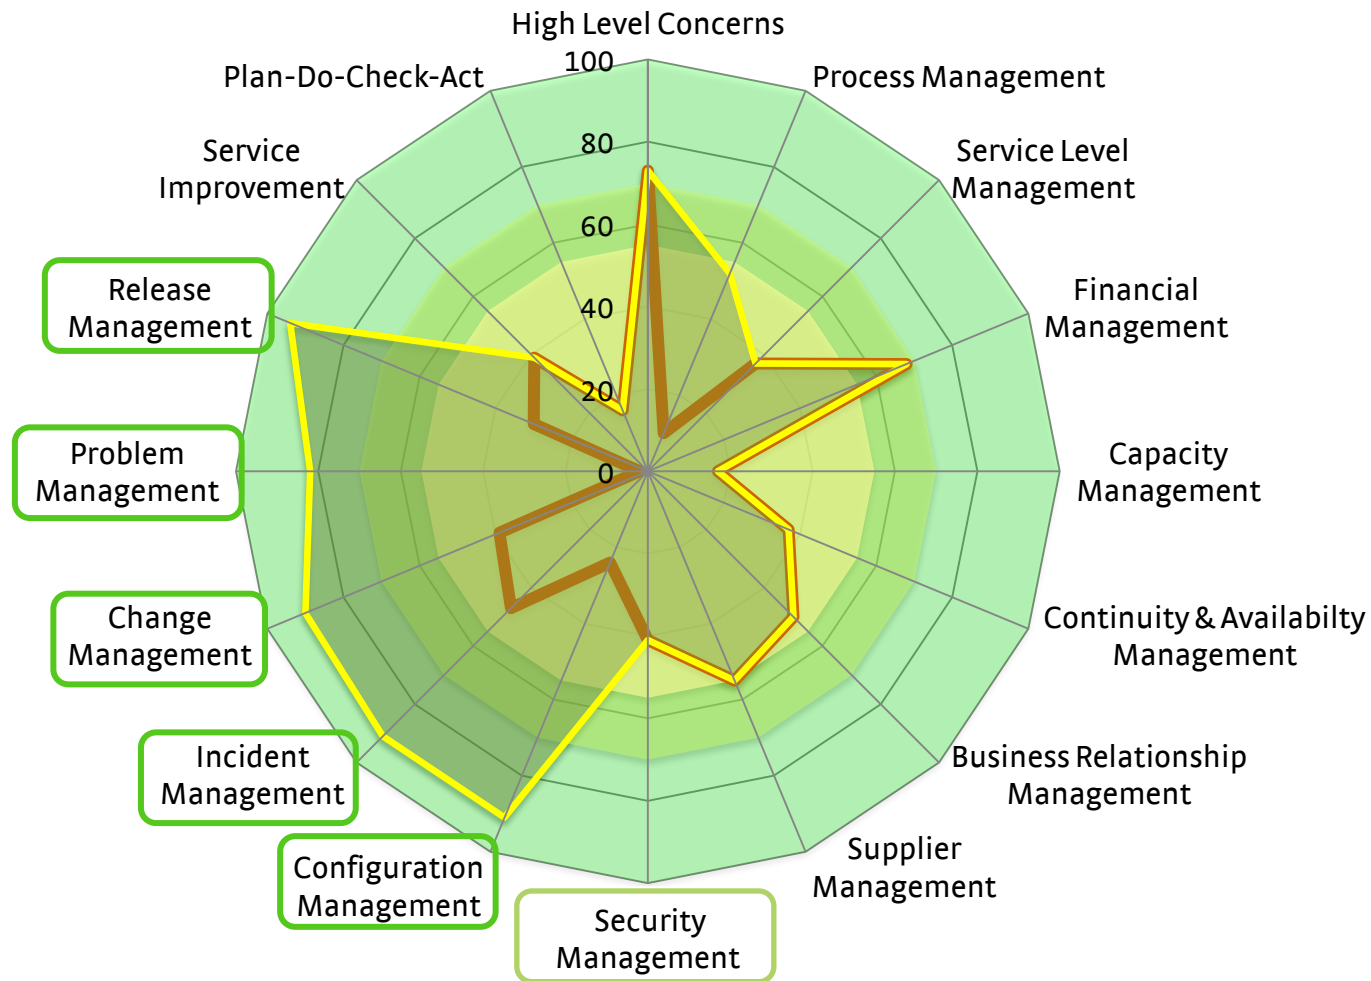 High Level Concerns
Process Management
Service Level
Management
Financial
Management
Capacity
Management
Continuity & Availabilty
Management
Business Relationship
Management
Supplier
Management
Security
Management
Configuration
Management
Incident
Management
Change
Management
Problem
Management
Release
Management
Service
Improvement
Plan-Do-Check-Act
100
80
60
40
20
0